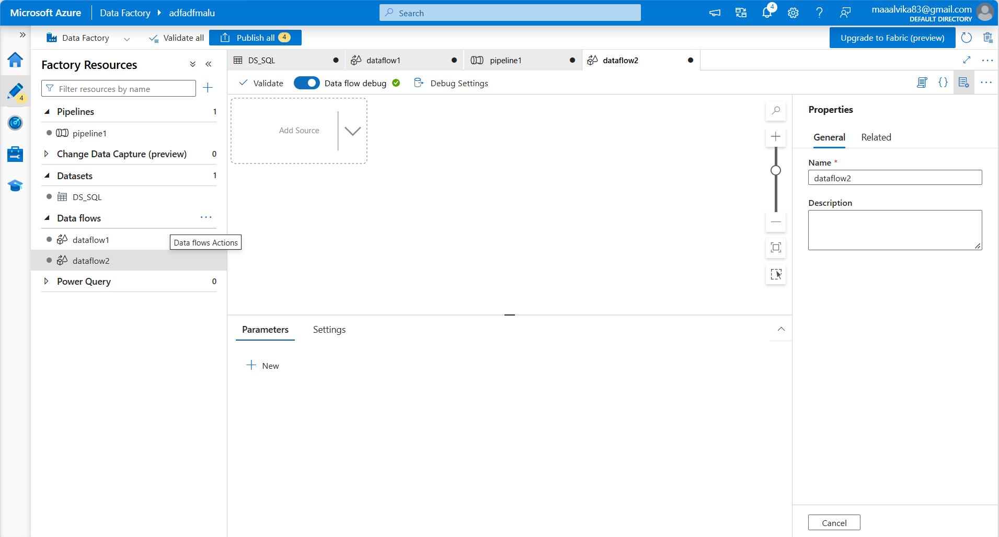 Microsoft Azure
Data Factory
adfadfmalu
Search
4
maaalvika83@gmail.com
DEFAULT DIRECTORY
Data Factory
Validate all
Publish all 4
Upgrade to Fabric (preview)
4
Factory Resources
Filter resources by name
Pipelines 1
pipeline1
Change Data Capture (preview) 0
Datasets 1
DS_SQL
Data flows ...
dataflow1
Data flows Actions
dataflow2
Power Query 0
DS_SQL
dataflow1
pipeline1
dataflow2
Validate
Data flow debug
Debug Settings
{}
Add Source
Parameters
Settings
New
Properties
General
Related
Name *
dataflow2
Description
Cancel